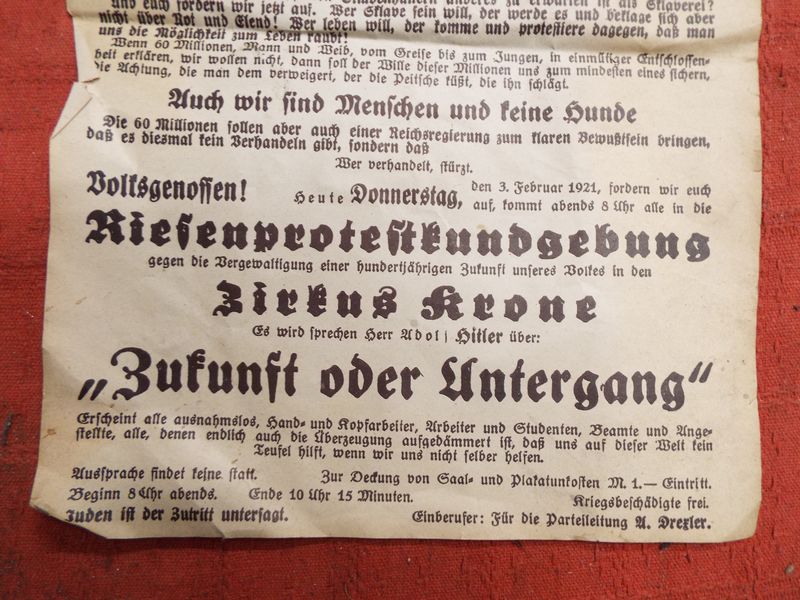 und euch fordern wir jetzt auf. Wer Sklave sein will, der werde es und beklage sich aber
nicht über Not und Elend! Wer leben will, der komme und protestiere dagegen, daß man
uns die Möglichkeit zum Leben raubt!
Wenn 60 Millionen, Mann und Weib, vom Greise bis zum Jungen, in einmütiger Entschlossen-
heit erklären, wir wollen nicht, dann soll der Wille dieser Millionen uns zum mindesten eines sichern,
die Achtung, die man dem verweigert, der die Peitsche küßt, die ihn schlägt.
Auch wir sind Menschen und keine Hunde
Die 60 Millionen sollen aber auch einer Reichsregierung zum klaren Bewußtsein bringen,
daß es diesmal kein Verhandeln gibt, sondern daß
Wer verhandelt, stürzt.
Volksgenossen! Heute Donnerstag, den 3. Februar 1921, fordern wir euch
auf, kommt abends 8 Uhr alle in die
Riesenprotestkundgebung
gegen die Vergewaltigung einer hundertjährigen Zukunft unseres Volkes in den
Zirkus Krone
Es wird sprechen Herr Adolf Hitler über:
„Zukunft oder Untergang“
Erscheint alle ausnahmslos, Hand- und Kopfarbeiter, Arbeiter und Studenten, Beamte und Ange-
stellte, alle, denen endlich auch die Überzeugung aufgedämmert ist, daß uns auf dieser Welt kein
Teufel hilft, wenn wir uns nicht selber helfen.
Aussprache findet keine statt. Zur Deckung von Saal- und Plakatunkosten M. 1.— Eintritt.
Beginn 8 Uhr abends. Ende 10 Uhr 15 Minuten. Kriegsbeschädigte frei.
Juden ist der Zutritt untersagt. Einberufer: Für die Parteileitung A. Drexler.